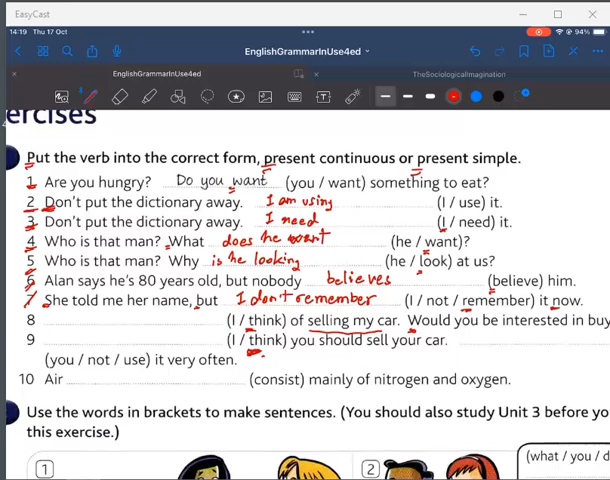 EasyCast
14:19 Thu 17 Oct
94%
EnglishGrammarInUse4ed
EnglishGrammarInUse4ed
TheSociologicalImagination
ercises
Put the verb into the correct form, present continuous or present simple.
1 Are you hungry? Do you want (you / want) something to eat?
2 Don't put the dictionary away. I am using (I / use) it.
3 Don't put the dictionary away. I need (I / need) it.
4 Who is that man? What does he want (he / want)?
5 Who is that man? Why is he looking (he / look) at us?
6 Alan says he's 80 years old, but nobody believes (believe) him.
7 She told me her name, but I don't remember (I / not / remember) it now.
8 (I / think) of selling my car. Would you be interested in buy
9 (I / think) you should sell your car.
(you / not / use) it very often.
10 Air (consist) mainly of nitrogen and oxygen.
Use the words in brackets to make sentences. (You should also study Unit 3 before yo
this exercise.)
1
2
(what / you / d